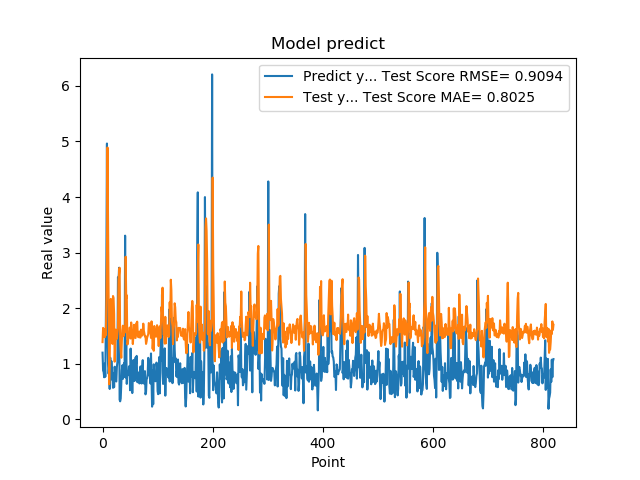 Model predict
Predict y... Test Score RMSE= 0.9094
Test y... Test Score MAE= 0.8025
Real value
6
5
4
3
2
1
0
0 200 400 600 800
Point